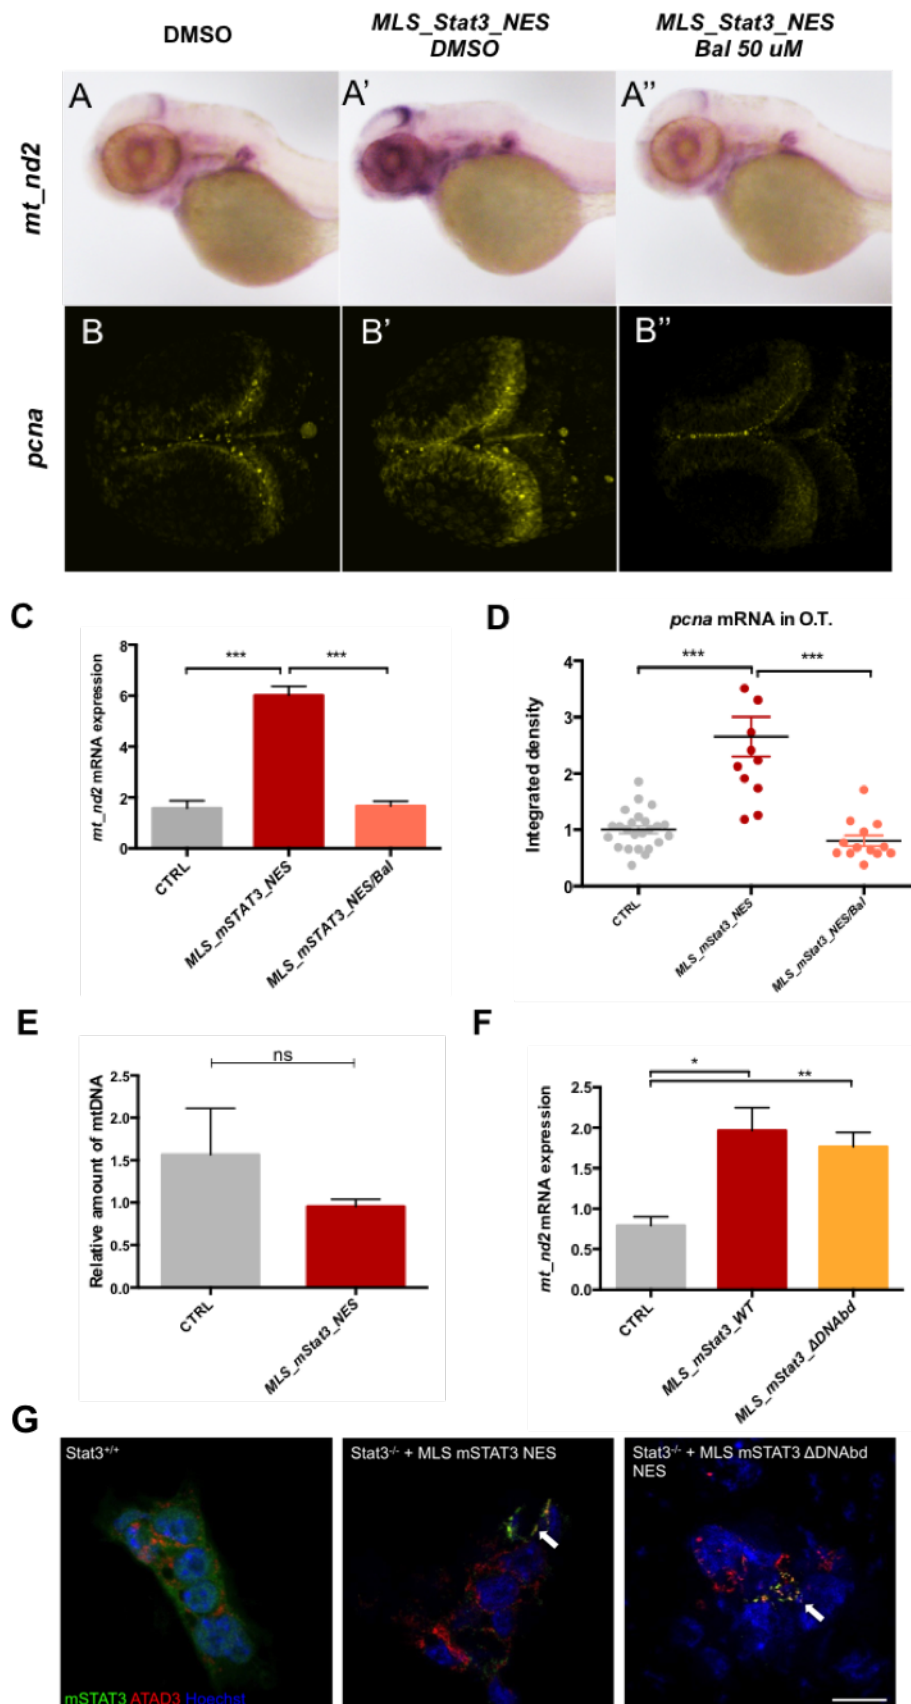 DMSO
MLS_Stat3_NES
DMSO
MLS_Stat3_NES
Bal 50 uM
mt_nd2
A
A'
A"
pcna
B
B'
B"
C
mt_nd2 mRNA expression
8
6
4
2
0
***
***
CTRL
MLS_mSTAT3_NES
MLS_mSTAT3_NES/Bal
D
pcna mRNA in O.T.
Integrated density
4
3
2
1
0
***
***
CTRL
MLS_mStat3_NES
MLS_mStat3_NES/Bal
E
Relative amount of mtDNA
2.5
2.0
1.5
1.0
0.5
0.0
ns
CTRL
MLS_mStat3_NES
F
mt_nd2 mRNA expression
2.5
2.0
1.5
1.0
0.5
0.0
*
**
CTRL
MLS_mStat3_WT
MLS_mStat3_ΔDNAbd
G
Stat3+/+
mSTAT3 ATAD3 Hoechst
Stat3-/- + MLS mSTAT3 NES
Stat3-/- + MLS mSTAT3 ΔDNAbd
NES